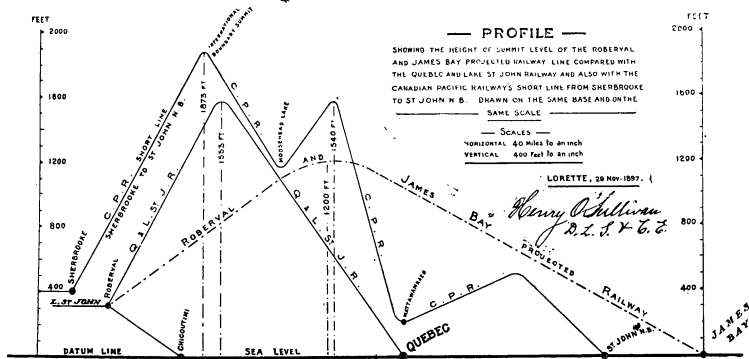 FEET
2000
1600
1200
800
400
FEET
2000
1600
1200
800
400
— PROFILE —
SHOWING THE HEIGHT OF SUMMIT LEVEL OF THE ROBERVAL
AND JAMES BAY PROJECTED RAILWAY LINE COMPARED WITH
THE QUEBEC AND LAKE ST JOHN RAILWAY AND ALSO WITH THE
CANADIAN PACIFIC RAILWAY'S SHORT LINE FROM SHERBROOKE
TO ST JOHN N B. DRAWN ON THE SAME BASE AND ON THE
SAME SCALE
— SCALES —
HORIZONTAL 40 Miles to an inch
VERTICAL 400 Feet to an inch
LORETTE, 29 NOV. 1897.
Henry O'Sullivan
D. L. S. & C. E.
INTERNATIONAL
BOUNDARY SUMMIT
C. P. R. SHORT LINE
SHERBROOKE TO ST JOHN N.B.
Q & L. ST J R.
C. P. R.
MOOSEHEAD LAKE
1873 FT
1553 FT
1540 FT
1200 FT
ROBERVAL AND JAMES BAY PROJECTED RAILWAY
Q & L. ST. J R.
C. P. R.
C. P. R.
SHERBROOKE
ROBERVAL
L. ST JOHN
CHICOUTIMI
MATTAWAMKEAG
QUEBEC
ST JOHN N.B.
JAMES
BAY
DATUM LINE SEA LEVEL